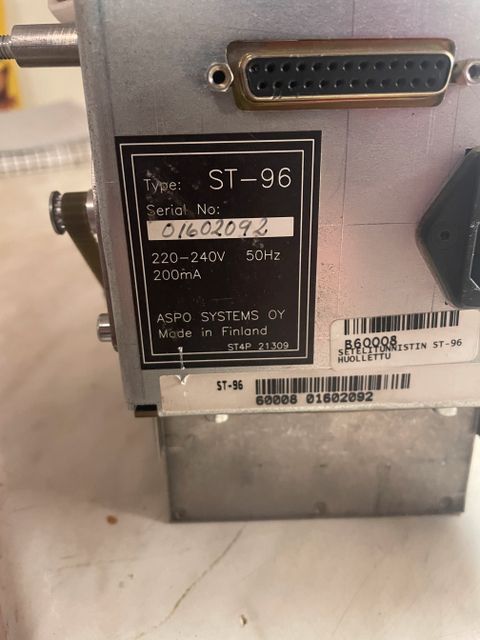 Type: ST-96
Serial No:
01602092
220-240V 50Hz
200mA
ASPO SYSTEMS OY
Made in Finland
ST4P 21309
B60008
SETELITUNNISTIN ST-96
HUOLLETTU
ST-96
60008 01602092